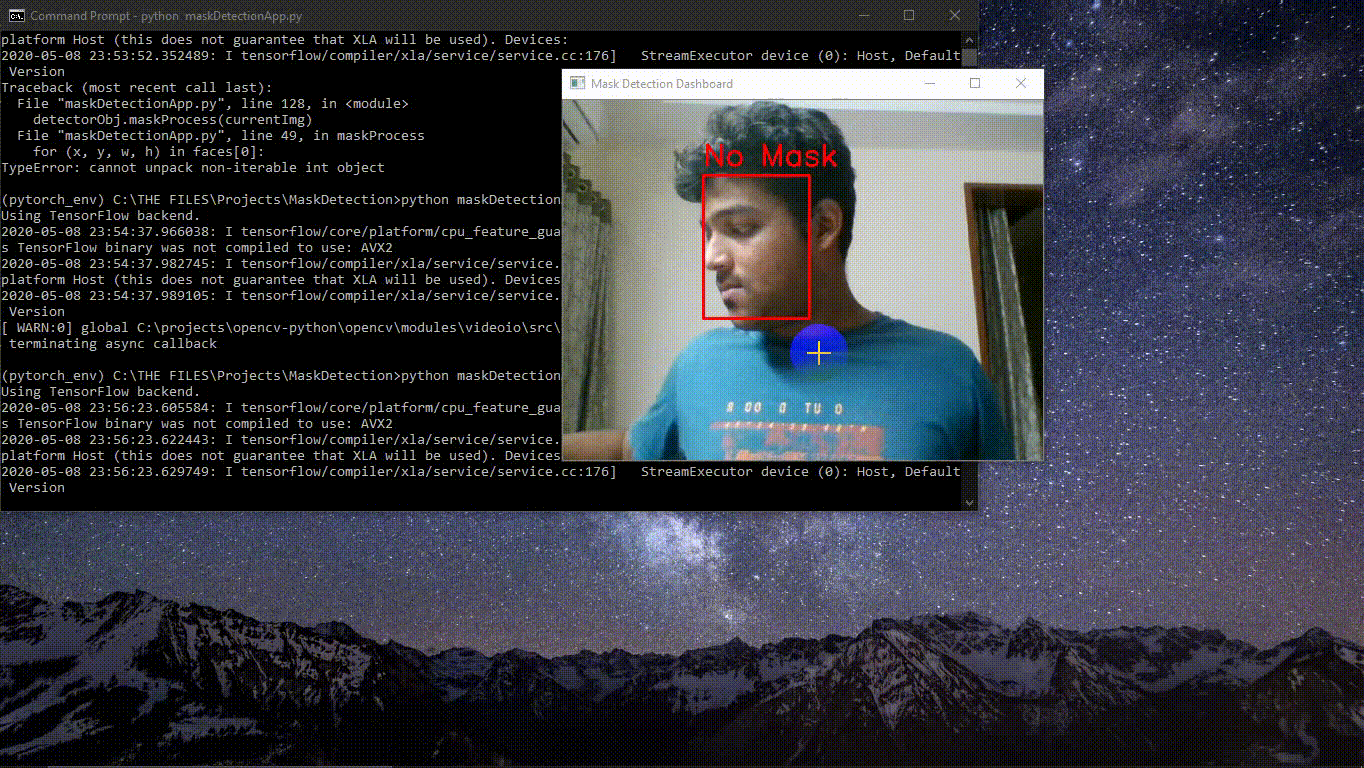 Command Prompt - python maskDetectionApp.py
platform Host (this does not guarantee that XLA will be used). Devices:
2020-05-08 23:53:52.352489: I tensorflow/compiler/xla/service/service.cc:176]   StreamExecutor device (0): Host, Default
Version
Traceback (most recent call last):
  File "maskDetectionApp.py", line 128, in <module>
    detectorObj.maskProcess(currentImg)
  File "maskDetectionApp.py", line 49, in maskProcess
    for (x, y, w, h) in faces[0]:
TypeError: cannot unpack non-iterable int object
(pytorch_env) C:\THE FILES\Projects\MaskDetection>python maskDetection
Using TensorFlow backend.
2020-05-08 23:54:37.966038: I tensorflow/core/platform/cpu_feature_gua
s TensorFlow binary was not compiled to use: AVX2
2020-05-08 23:54:37.982745: I tensorflow/compiler/xla/service/service.
platform Host (this does not guarantee that XLA will be used). Devices
2020-05-08 23:54:37.989105: I tensorflow/compiler/xla/service/service.
Version
[ WARN:0] global C:\projects\opencv-python\opencv\modules\videoio\src\
terminating async callback
(pytorch_env) C:\THE FILES\Projects\MaskDetection>python maskDetection
Using TensorFlow backend.
2020-05-08 23:56:23.605584: I tensorflow/core/platform/cpu_feature_gua
s TensorFlow binary was not compiled to use: AVX2
2020-05-08 23:56:23.622443: I tensorflow/compiler/xla/service/service.
platform Host (this does not guarantee that XLA will be used). Devices
2020-05-08 23:56:23.629749: I tensorflow/compiler/xla/service/service.cc:176]   StreamExecutor device (0): Host, Default
Version
Mask Detection Dashboard
No Mask